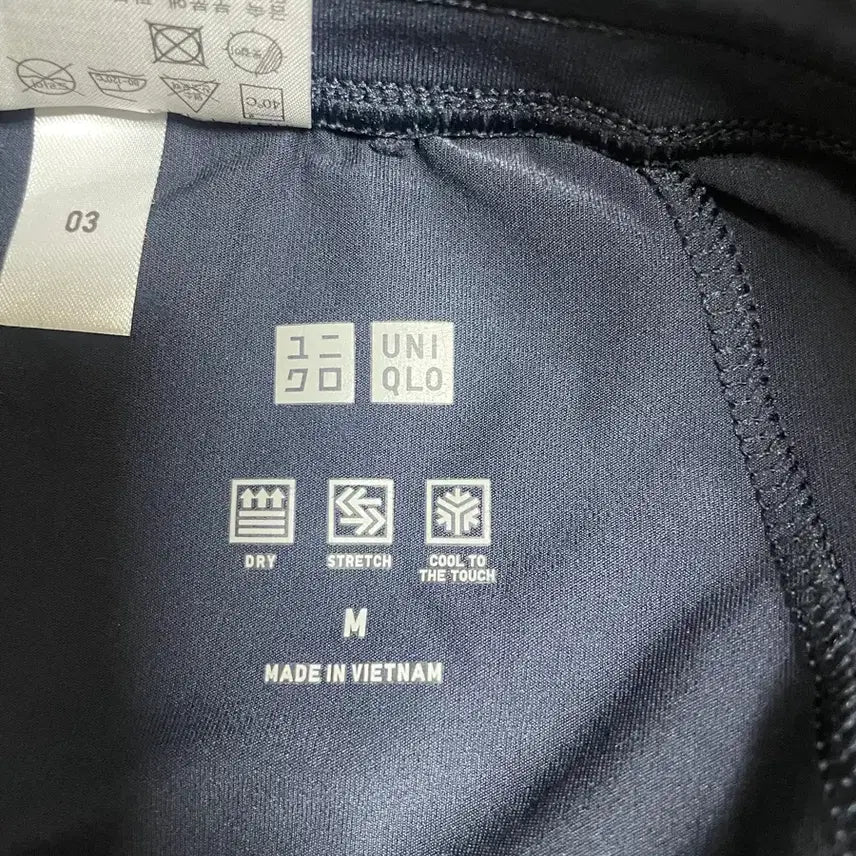 40°C
03
ユニ
クロ
UNI
QLO
DRY
STRETCH
COOL TO
THE TOUCH
M
MADE IN VIETNAM